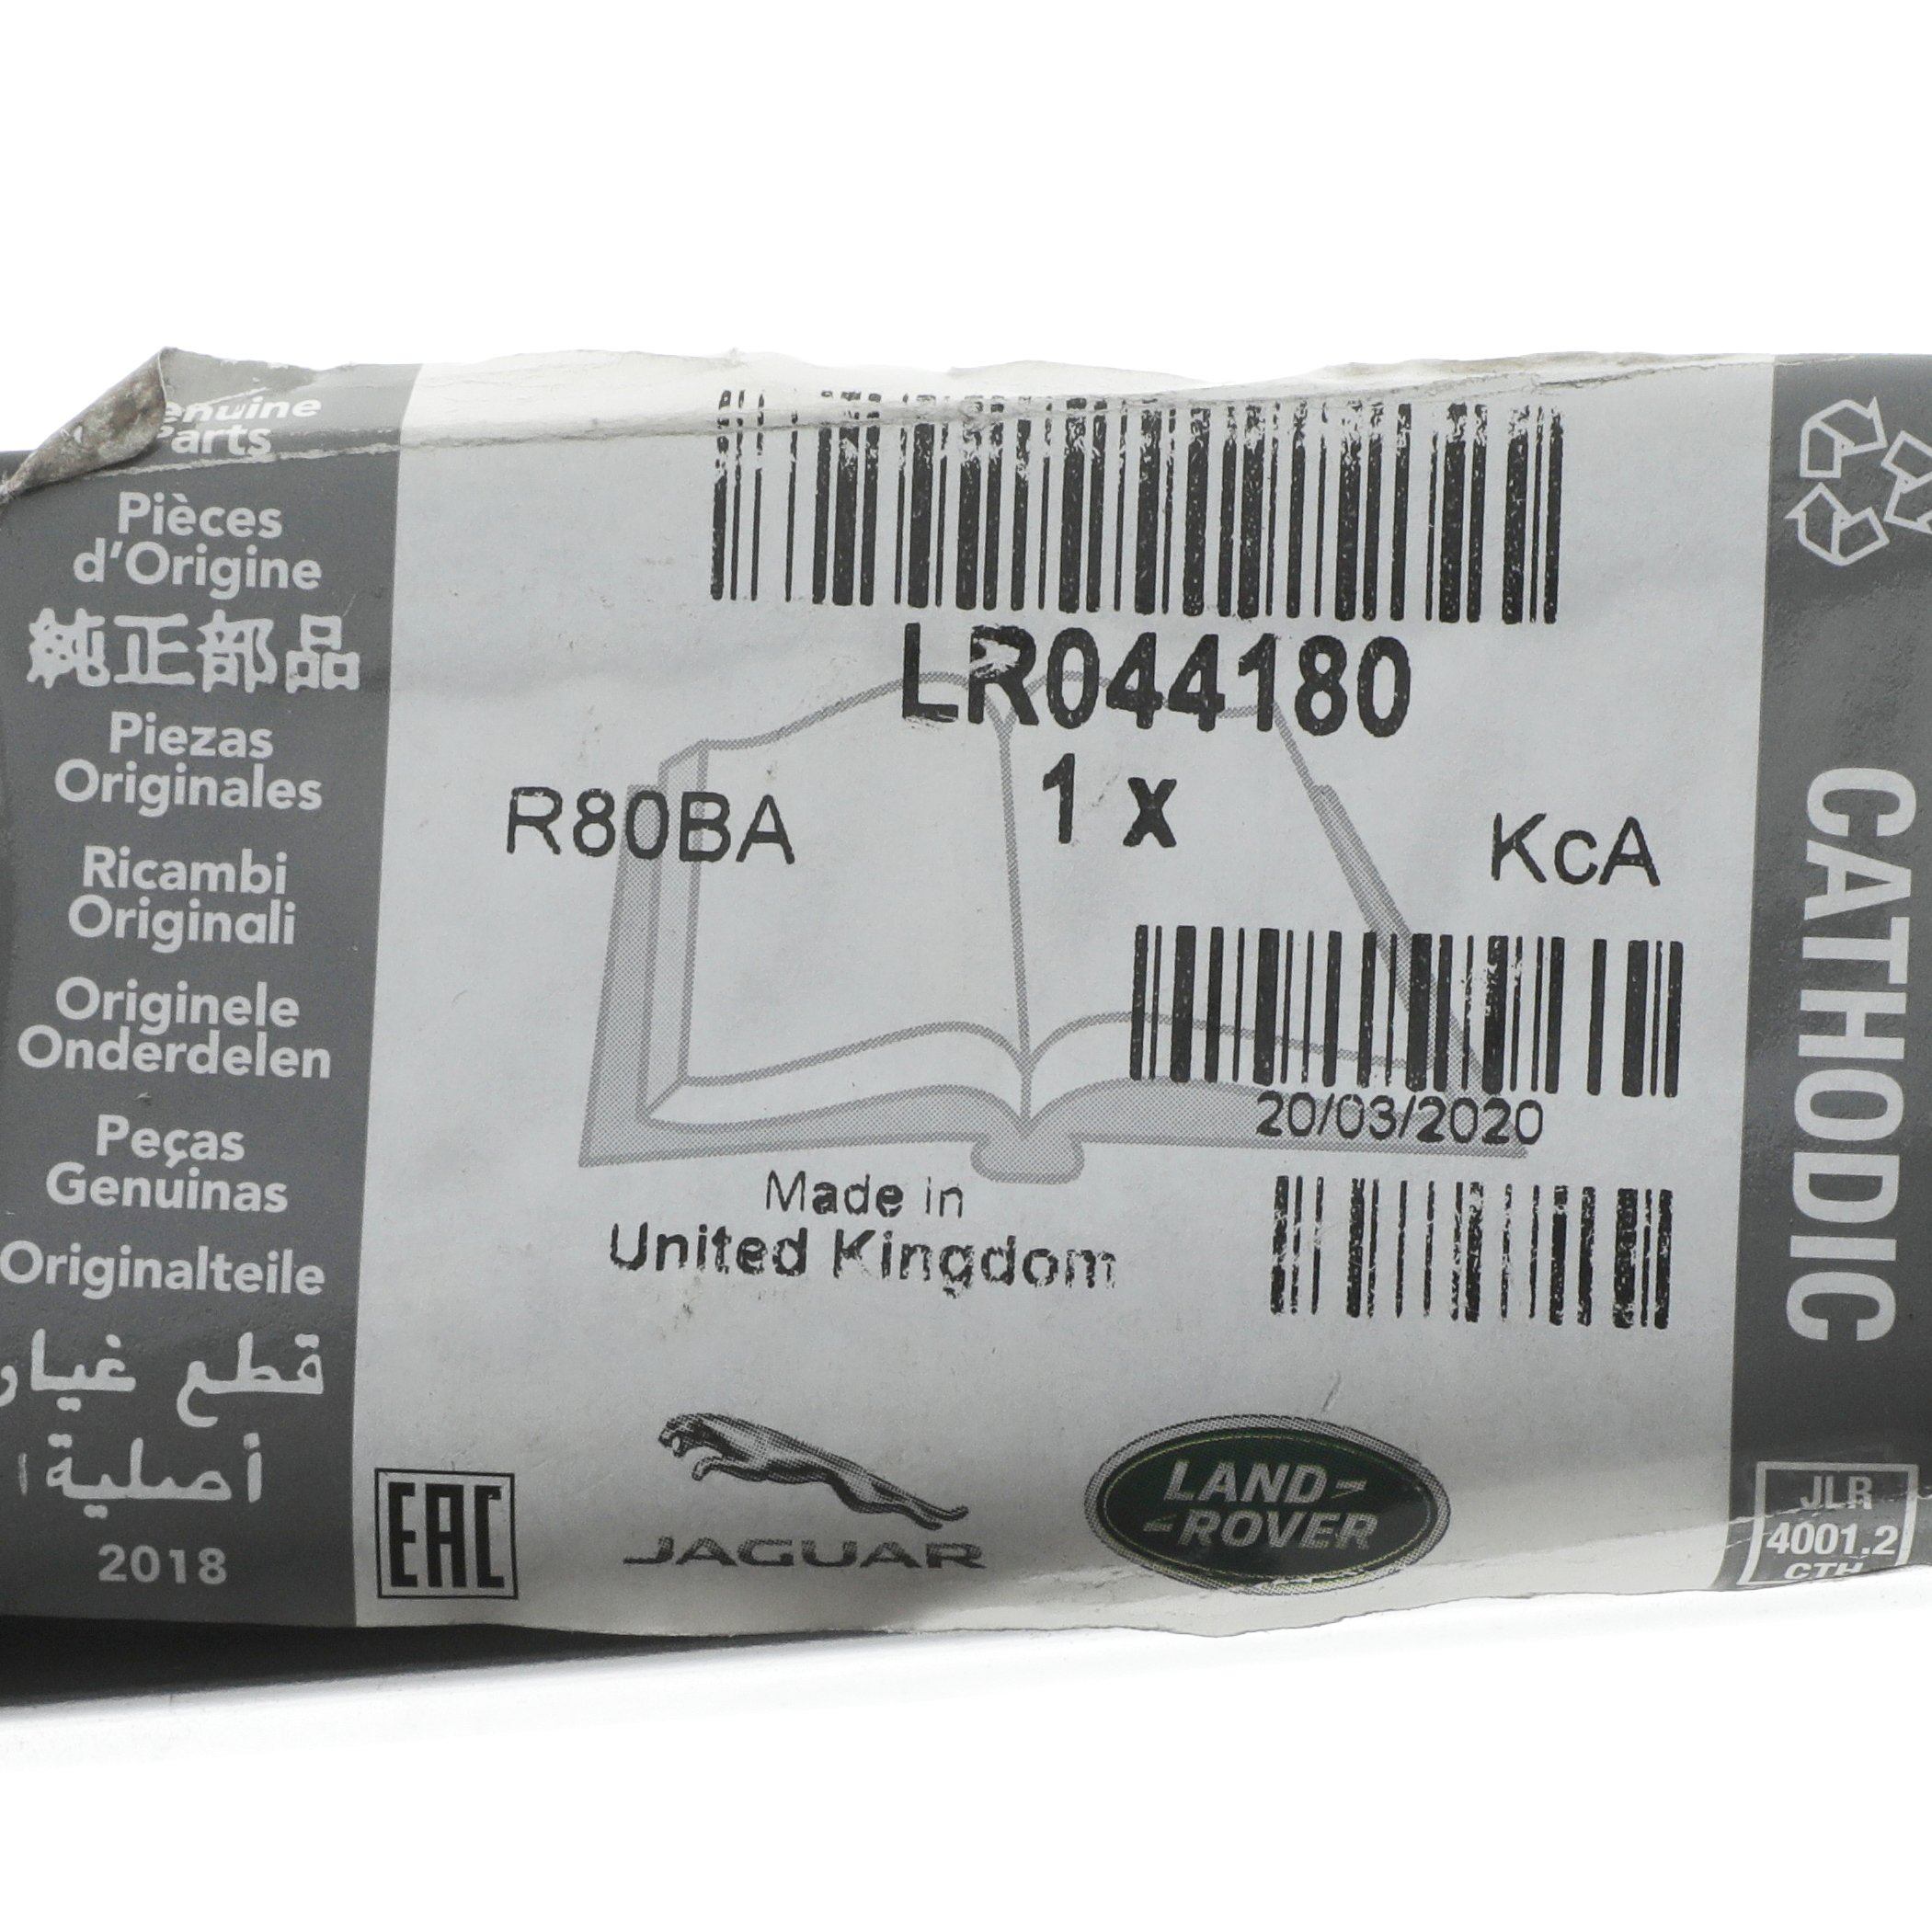 Parts
Pièces
d'Origine
純正部品
Piezas
Originales
Ricambi
Originali
Originele
Onderdelen
Peças
Genuinas
Originalteile
قطع غيار
أصلية
2018
LR044180
1 x
R80BA
KcA
20/03/2020
Made in
United Kingdom
EAC
JAGUAR
LAND-
-ROVER
CATHODIC
JLR
4001.2
CTH